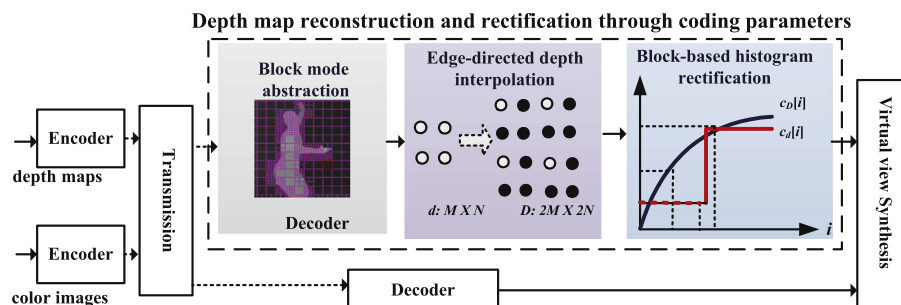 Depth map reconstruction and rectification through coding parameters
Block mode
abstraction
Decoder
Edge-directed depth
interpolation
d: M X N
D: 2M X 2N
Block-based histogram
rectification
c_D[i]
c_d[i]
i
Encoder
depth maps
Encoder
color images
Transmission
Decoder
Virtual view Synthesis